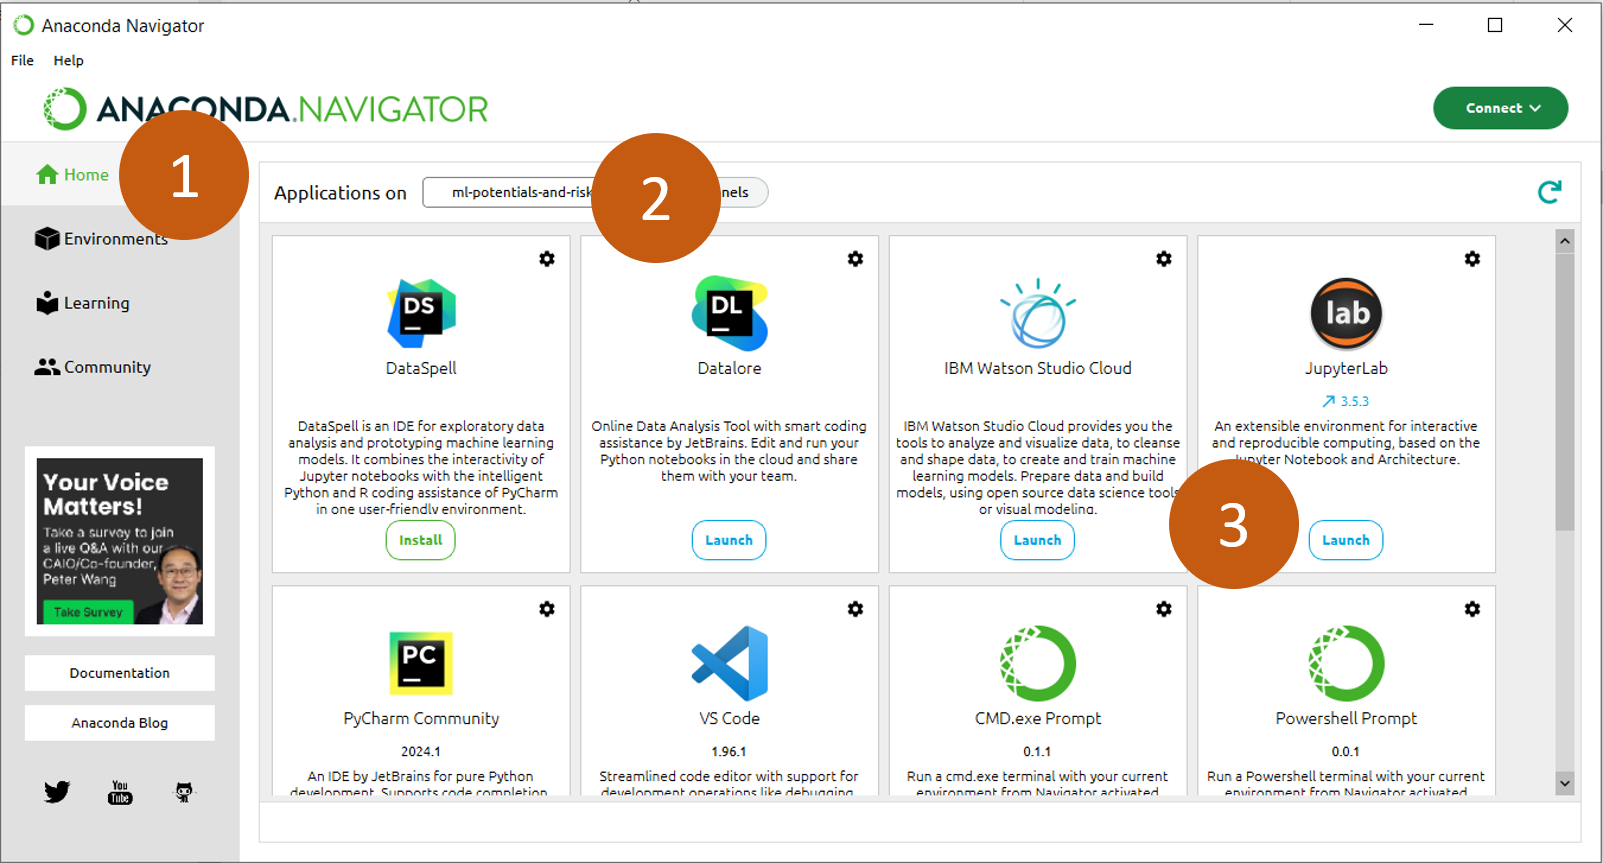 Anaconda Navigator
File Help
ANACONDA.NAVIGATOR
Connect
Home
1
Environments
Learning
Community
Your Voice
Matters!
Take a survey to join
a live Q&A with our
CAIO/Co-founder,
Peter Wang
Take Survey
Documentation
Anaconda Blog
You
Tube
Applications on
ml-potentials-and-risk
2
nels
DS
DataSpell
DataSpell is an IDE for exploratory data
analysis and prototyping machine learning
models. It combines the interactivity of
Jupyter notebooks with the intelligent
Python and R coding assistance of PyCharm
in one user-friendly environment.
Install
DL
Datalore
Online Data Analysis Tool with smart coding
assistance by JetBrains. Edit and run your
Python notebooks in the cloud and share
them with your team.
Launch
IBM Watson Studio Cloud
IBM Watson Studio Cloud provides you the
tools to analyze and visualize data, to cleanse
and shape data, to create and train machine
learning models. Prepare data and build
models, using open source data science tools
or visual modeling.
Launch
lab
JupyterLab
3.5.3
An extensible environment for interactive
and reproducible computing, based on the
Jupyter Notebook and Architecture.
3
Launch
PC
PyCharm Community
2024.1
An IDE by JetBrains for pure Python
development. Supports code completion
VS Code
1.96.1
Streamlined code editor with support for
development operations like debugging,
CMD.exe Prompt
0.1.1
Run a cmd.exe terminal with your current
environment from Navigator activated
Powershell Prompt
0.0.1
Run a Powershell terminal with your current
environment from Navigator activated